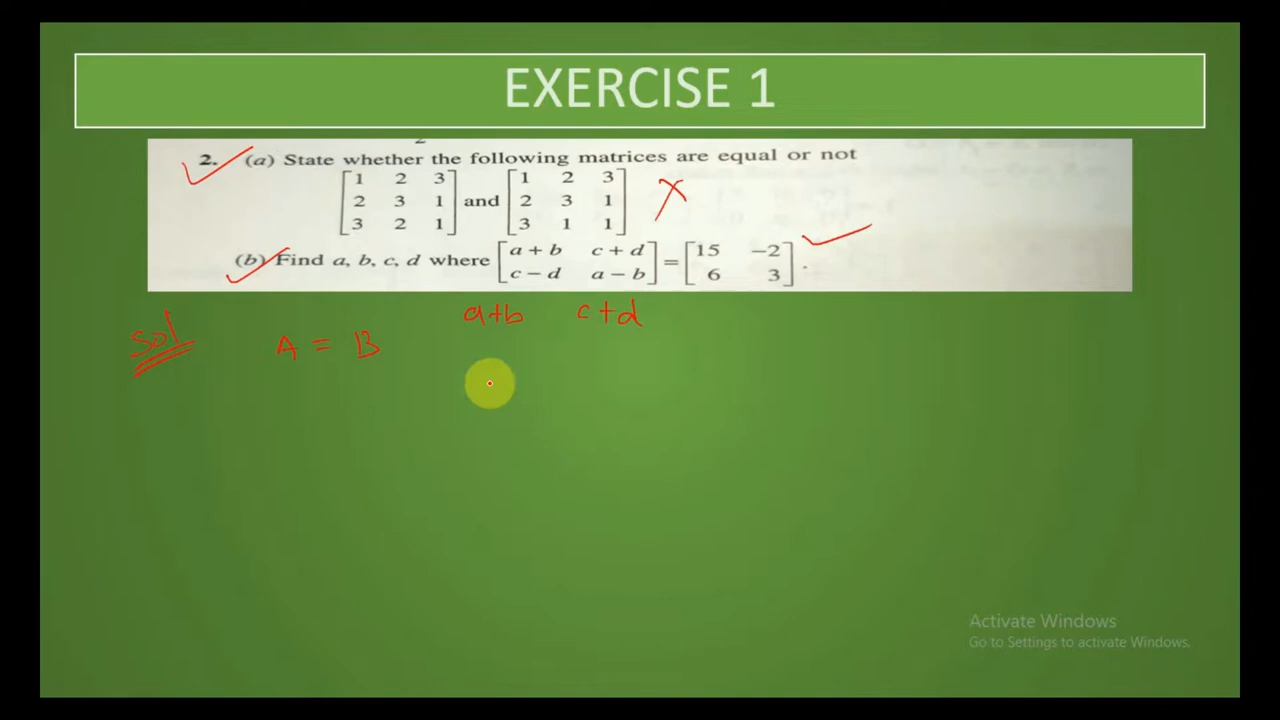 EXERCISE 1
2. (a) State whether the following matrices are equal or not
[1 2 3] [1 2 3]
[2 3 1] and [2 3 1]
[3 2 1] [3 1 1]
(b) Find a, b, c, d where [a + b c + d] = [15 −2]
[c − d a − b] [6 3] .
a+b c+d
Sol A = B
Activate Windows
Go to Settings to activate Windows.